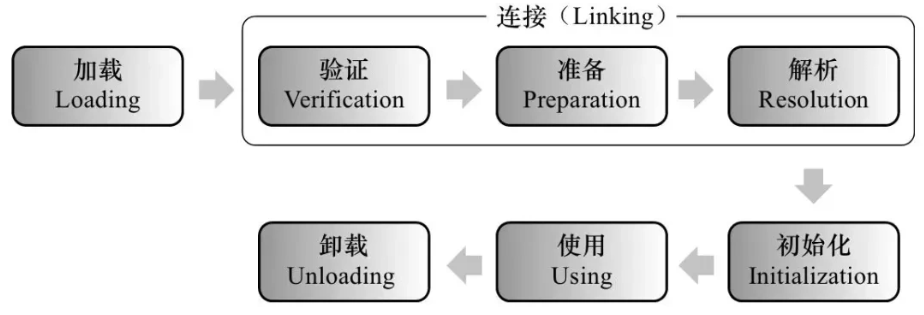 连接（Linking）
加载
Loading
验证
Verification
准备
Preparation
解析
Resolution
初始化
Initialization
使用
Using
卸载
Unloading